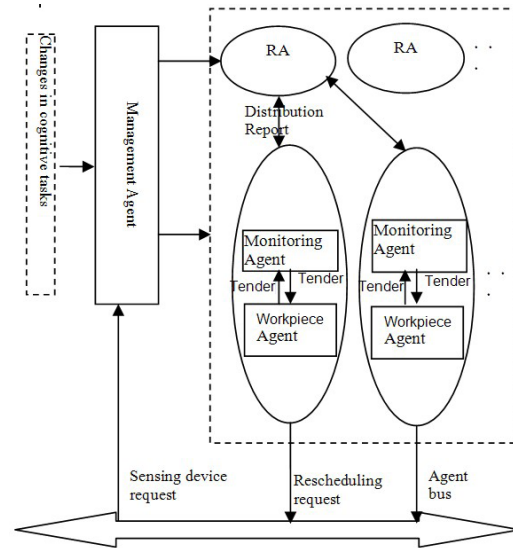 Changes in
cognitive tasks
Management Agent
RA
RA
Distribution
Report
Monitoring
Agent
Tender
Tender
Workpiece
Agent
Monitoring
Agent
Tender
Tender
Workpiece
Agent
Sensing device
request
Rescheduling
request
Agent
bus